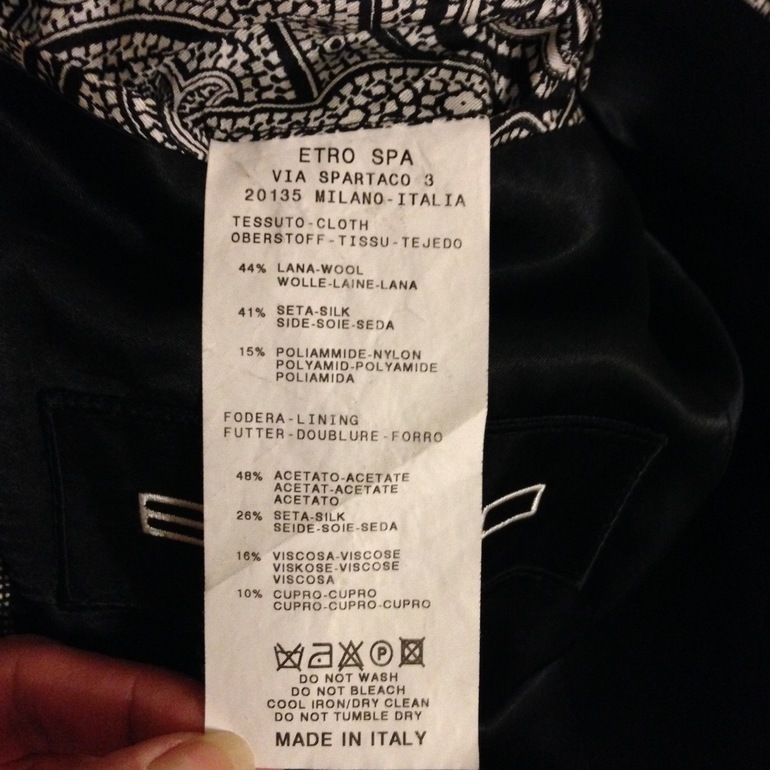 ETRO SPA
VIA SPARTACO 3
20135 MILANO-ITALIA
TESSUTO-CLOTH
OBERSTOFF-TISSU-TEJEDO
44% LANA-WOOL
WOLLE-LAINE-LANA
41% SETA-SILK
SIDE-SOIE-SEDA
15% POLIAMMIDE-NYLON
POLYAMID-POLYAMIDE
POLIAMIDA
FODERA-LINING
FUTTER-DOUBLURE-FORRO
48% ACETATO-ACETATE
ACETAT-ACETATE
ACETATO
26% SETA-SILK
SEIDE-SOIE-SEDA
16% VISCOSA-VISCOSE
VISKOSE-VISCOSE
VISCOSA
10% CUPRO-CUPRO
CUPRO-CUPRO-CUPRO
P
DO NOT WASH
DO NOT BLEACH
COOL IRON/DRY CLEAN
DO NOT TUMBLE DRY
MADE IN ITALY